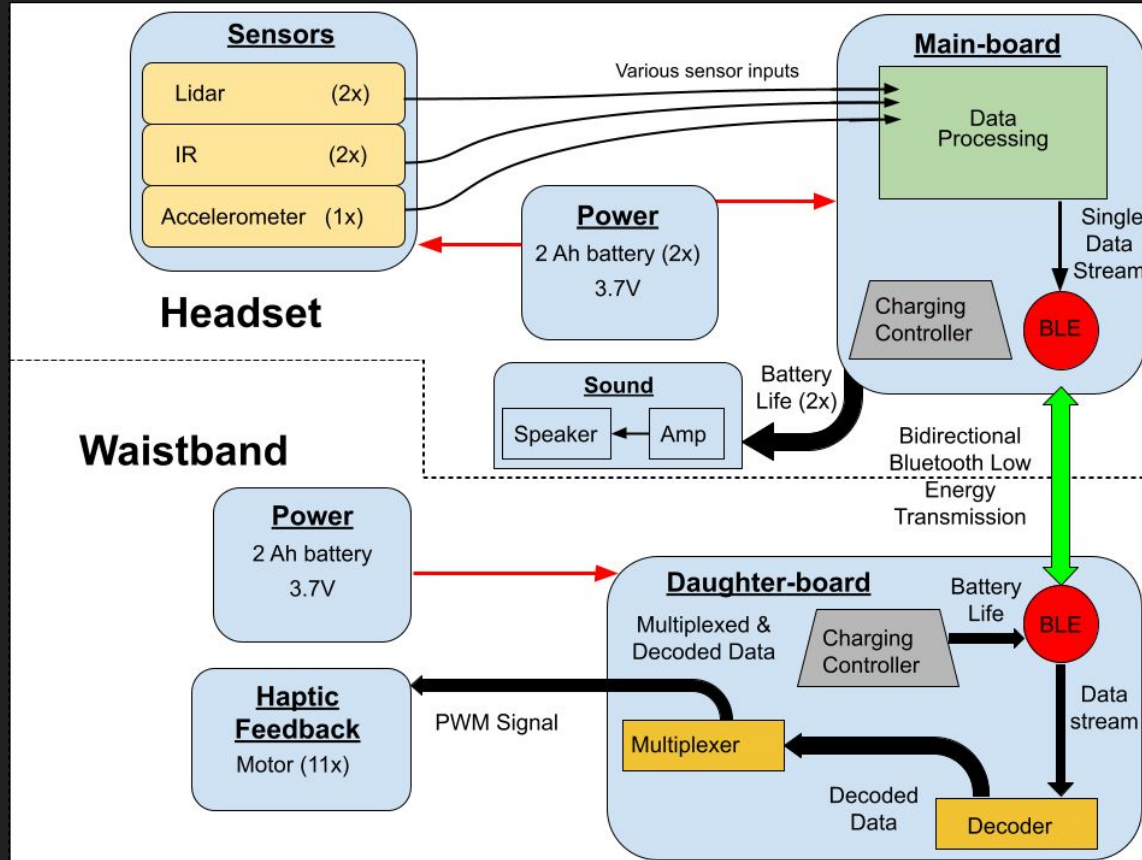 Sensors
Lidar (2x)
IR (2x)
Accelerometer (1x)
Various sensor inputs
Main-board
Data
Processing
Single
Data
Stream
Charging
Controller
BLE
Power
2 Ah battery (2x)
3.7V
Headset
Sound
Speaker
Amp
Battery
Life (2x)
Bidirectional
Bluetooth Low
Energy
Transmission
Waistband
Power
2 Ah battery
3.7V
Daughter-board
Battery
Life
BLE
Charging
Controller
Multiplexed &
Decoded Data
Data
stream
Haptic
Feedback
Motor (11x)
PWM Signal
Multiplexer
Decoded
Data
Decoder